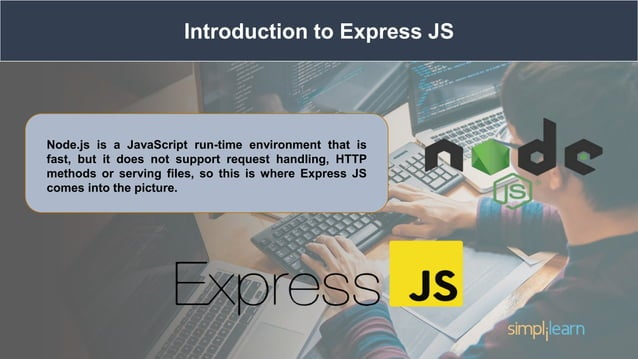 Introduction to Express JS
Node.js is a JavaScript run-time environment that is
fast, but it does not support request handling, HTTP
methods or serving files, so this is where Express JS
comes into the picture.
node
JS
Express JS
simplilearn